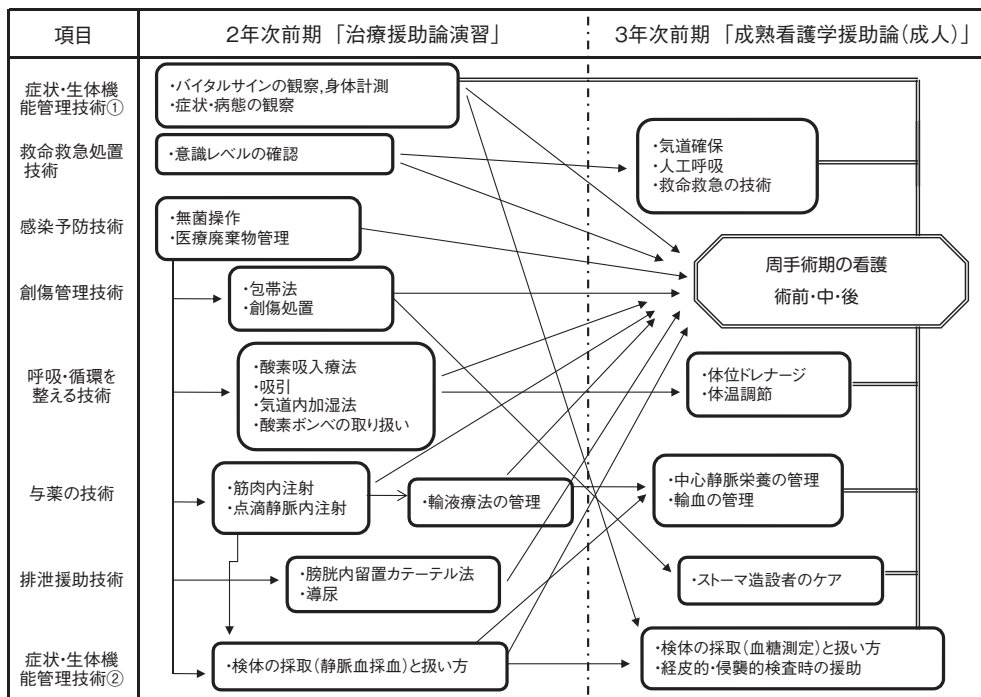 項目
2年次前期 「治療援助論演習」
3年次前期 「成熟看護学援助論(成人)」
症状・生体機
能管理技術①
・バイタルサインの観察,身体計測
・症状・病態の観察
救命救急処置
技術
・意識レベルの確認
・気道確保
・人工呼吸
・救命救急の技術
感染予防技術
・無菌操作
・医療廃棄物管理
周手術期の看護
術前・中・後
創傷管理技術
・包帯法
・創傷処置
呼吸・循環を
整える技術
・酸素吸入療法
・吸引
・気道内加湿法
・酸素ボンベの取り扱い
・体位ドレナージ
・体温調節
与薬の技術
・筋肉内注射
・点滴静脈内注射
・輸液療法の管理
・中心静脈栄養の管理
・輸血の管理
排泄援助技術
・膀胱内留置カテーテル法
・導尿
・ストーマ造設者のケア
症状・生体機
能管理技術②
・検体の採取(静脈血採血)と扱い方
・検体の採取(血糖測定)と扱い方
・経皮的・侵襲的検査時の援助